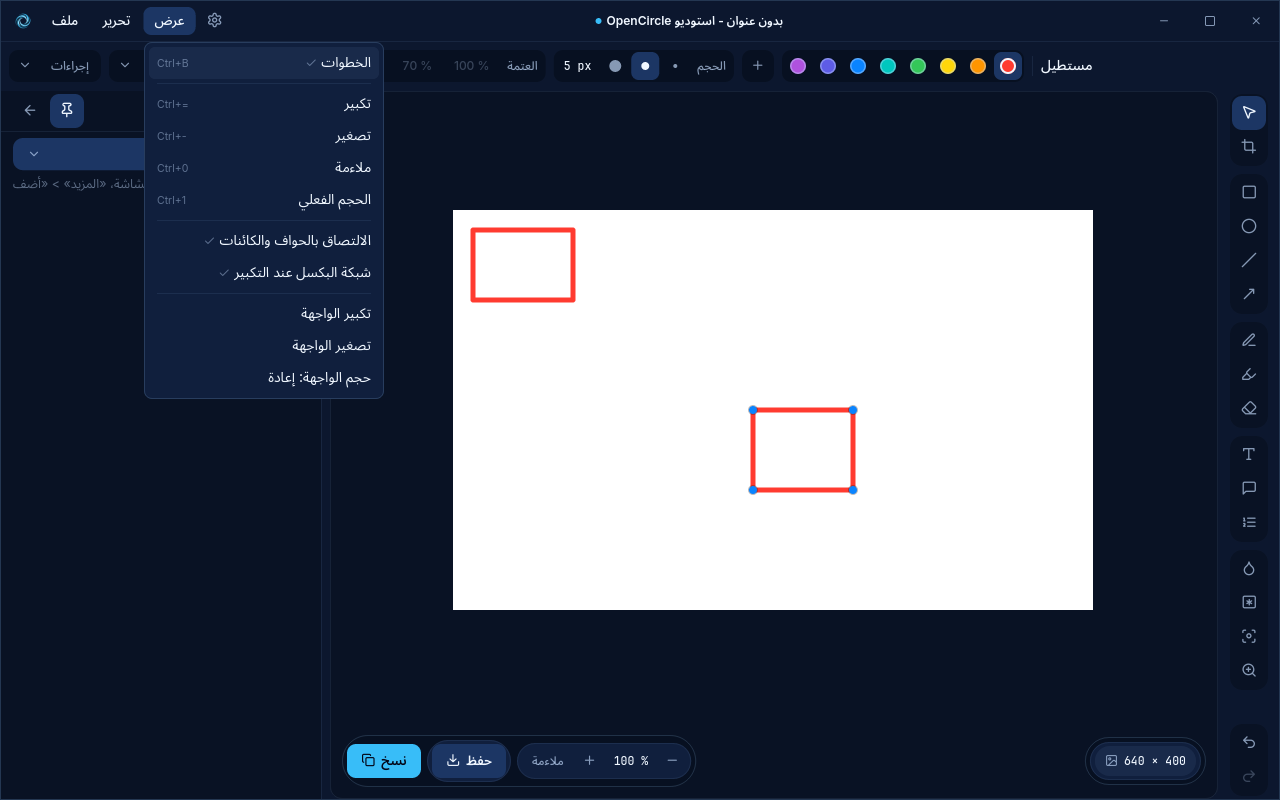 ملف
تحرير
عرض
بدون عنوان - استوديو OpenCircle
مستطيل
الحجم
5 px
العتمة
100 %
70 %
إجراءات
الخطوات
Ctrl+B
تكبير
Ctrl+=
تصغير
Ctrl+-
ملاءمة
Ctrl+0
الحجم الفعلي
Ctrl+1
الالتصاق بالحواف والكائنات
شبكة البكسل عند التكبير
تكبير الواجهة
تصغير الواجهة
حجم الواجهة: إعادة
«المزيد» > «أضف
نسخ
حفظ
ملاءمة
100 %
640 × 400